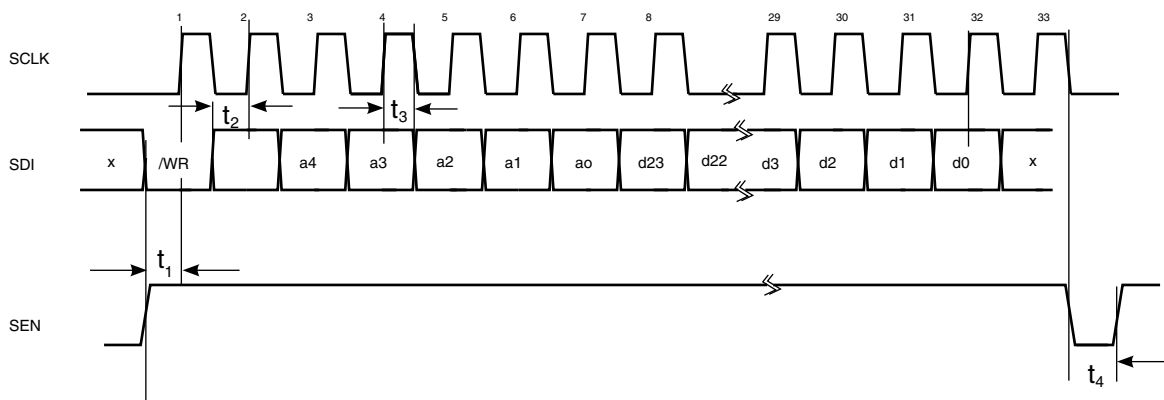 1 2 3 4 5 6 7 8 29 30 31 32 33
SCLK
t2 t3
SDI x /WR a4 a3 a2 a1 ao d23 d22 d3 d2 d1 d0 x
t1
SEN
t4